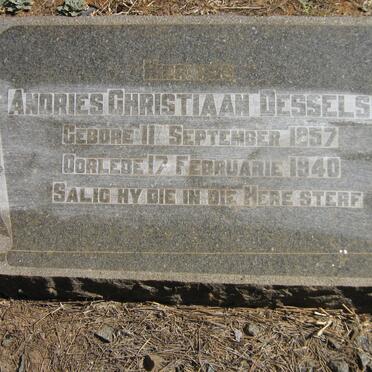 ANDRIES CHRISTIAAN DESSELS
GEBORE 11 SEPTEMBER 1857
OORLEDE 17 FEBRUARIE 1940
SALIG HY DIE IN DIE HERE STERF